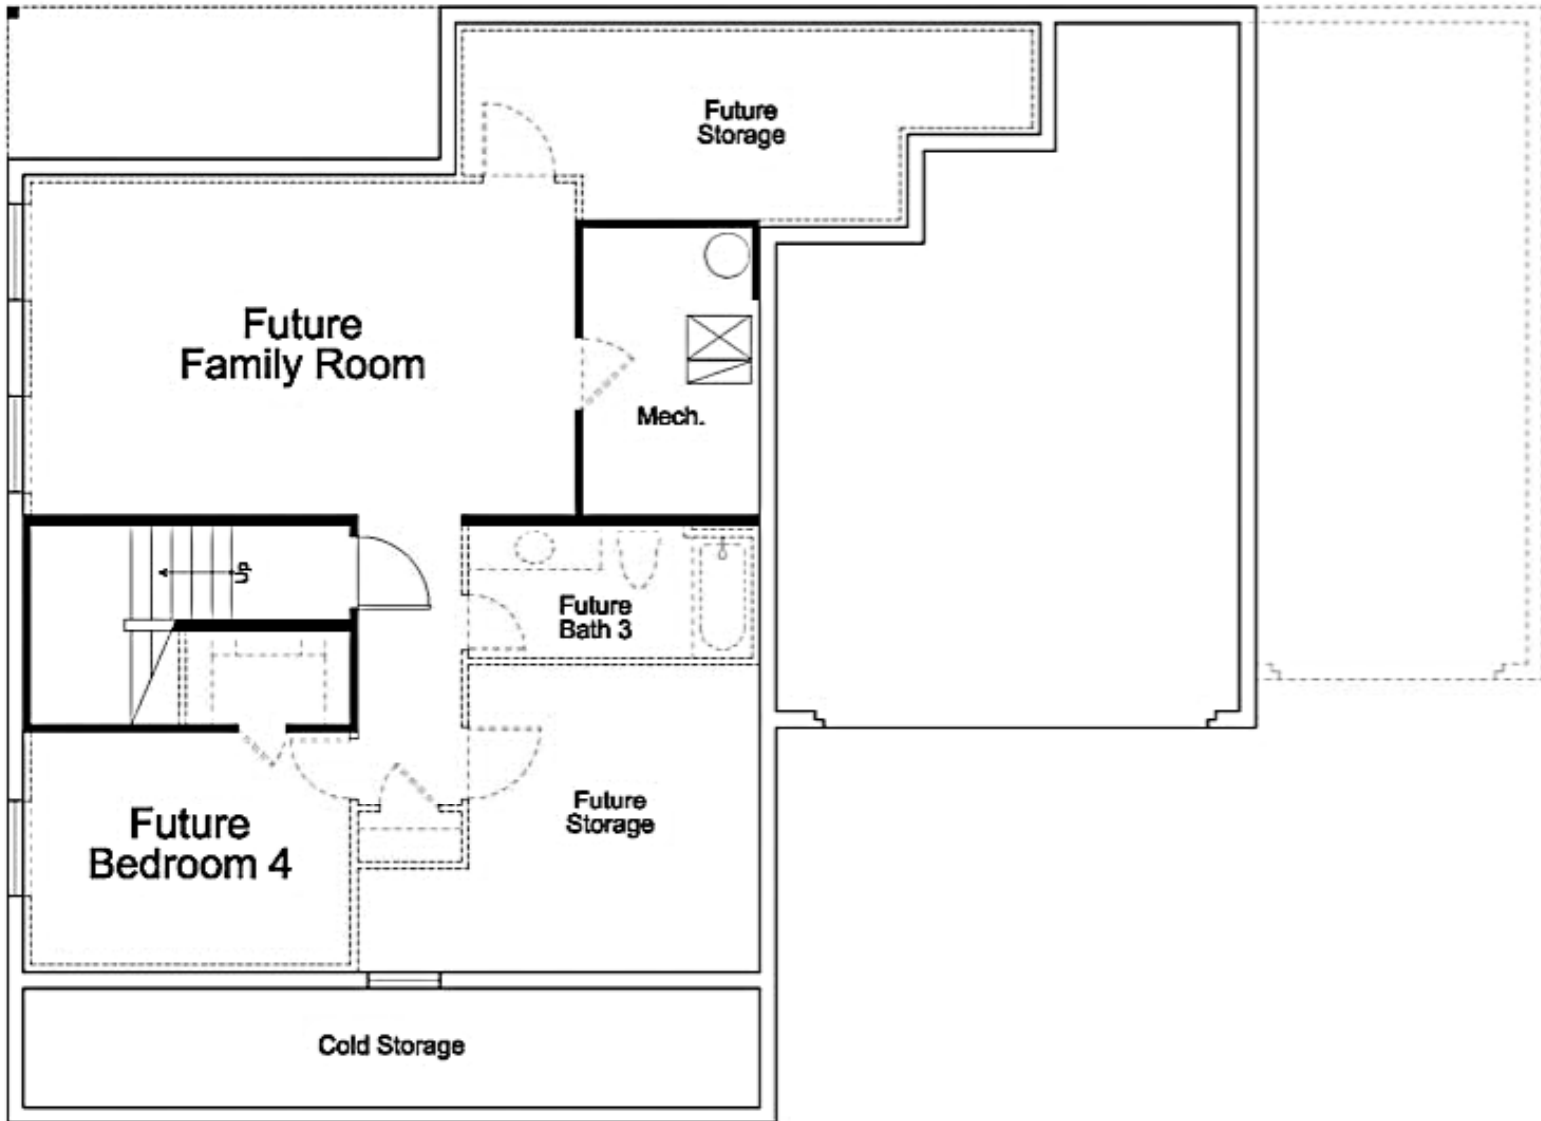 Future
Storage
Future
Family Room
Mech.
Up
Future
Bath 3
Future
Storage
Future
Bedroom 4
Cold Storage